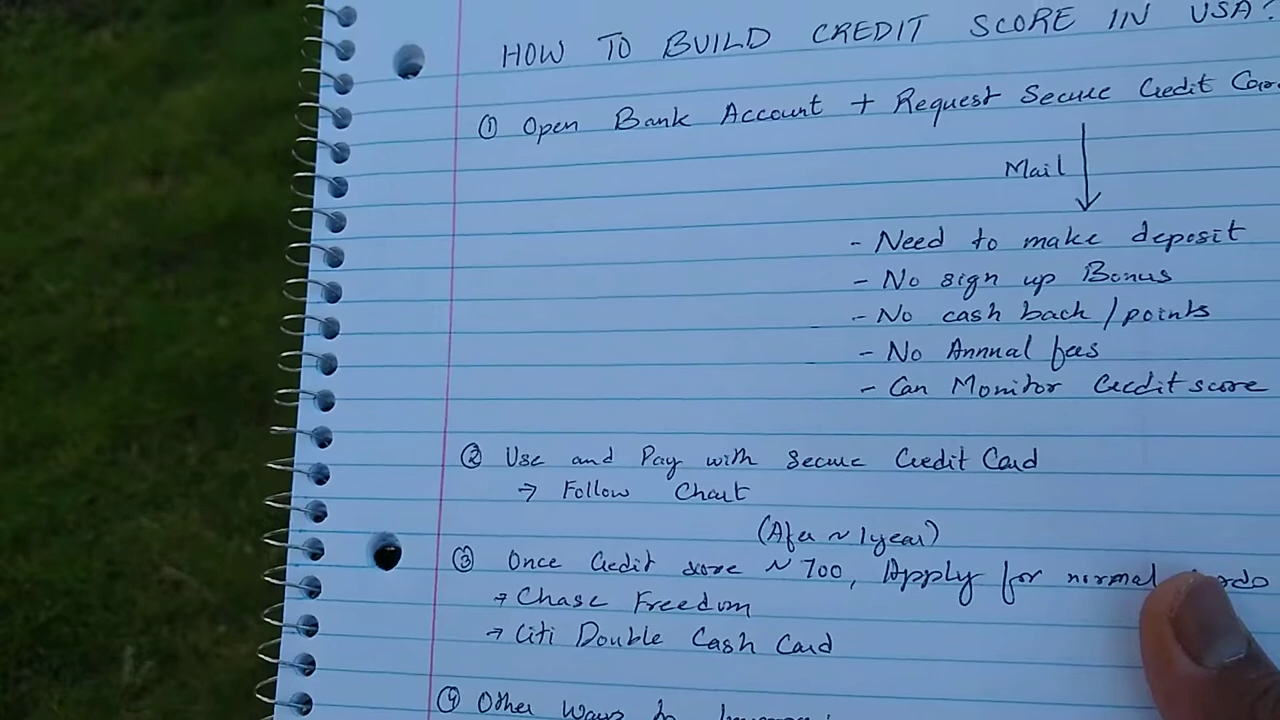 HOW TO BUILD CREDIT SCORE IN USA?
① Open Bank Account + Request Secure Credit Card
Mail
- Need to make deposit
- No sign up Bonus
- No cash back / points
- No Annual fees
- Can Monitor Credit score
② Use and Pay with Secure Credit Card
→ Follow Chart
(After ~ 1 year)
③ Once Credit score ~ 700, Apply for normal
→ Chase Freedom
→ Citi Double Cash Card
④ Other Ways to